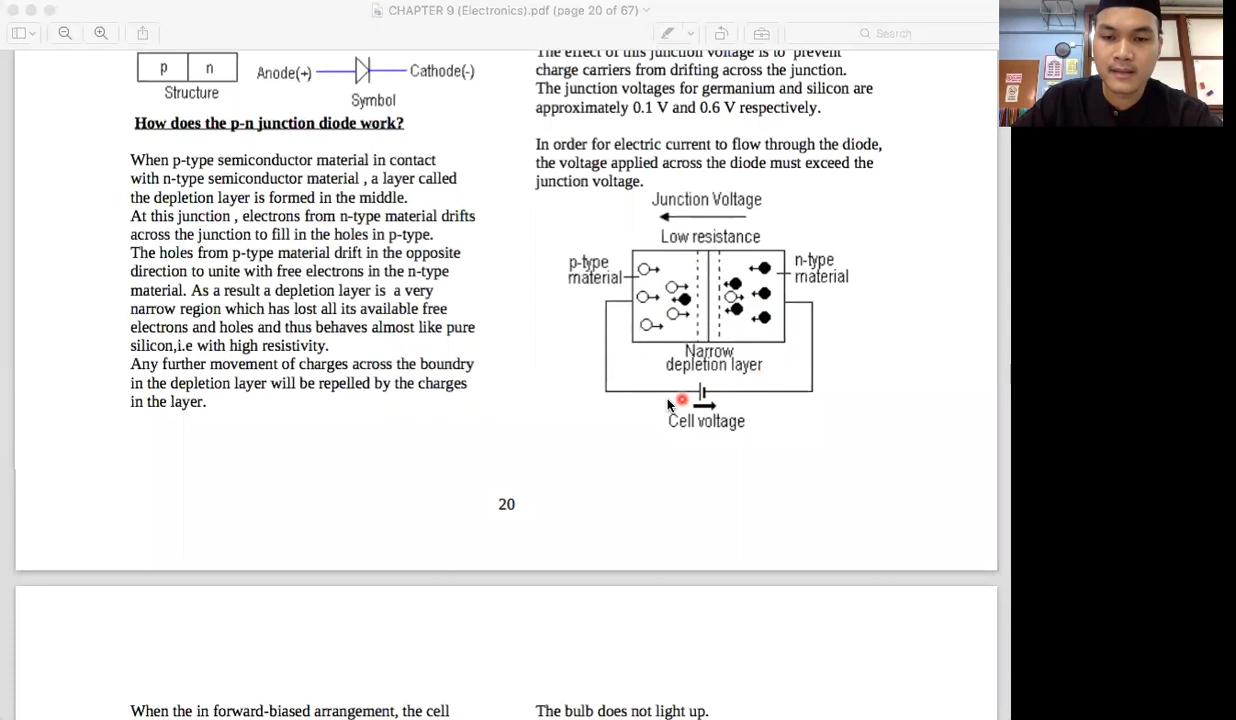 CHAPTER 9 (Electronics).pdf (page 20 of 67)
Search
p n
Structure
Anode(+)
Cathode(-)
Symbol
How does the p-n junction diode work?
When p-type semiconductor material in contact
with n-type semiconductor material , a layer called
the depletion layer is formed in the middle.
At this junction , electrons from n-type material drifts
across the junction to fill in the holes in p-type.
The holes from p-type material drift in the opposite
direction to unite with free electrons in the n-type
material. As a result a depletion layer is a very
narrow region which has lost all its available free
electrons and holes and thus behaves almost like pure
silicon,i.e with high resistivity.
Any further movement of charges across the boundry
in the depletion layer will be repelled by the charges
in the layer.
The effect of this junction voltage is to prevent
charge carriers from drifting across the junction.
The junction voltages for germanium and silicon are
approximately 0.1 V and 0.6 V respectively.
In order for electric current to flow through the diode,
the voltage applied across the diode must exceed the
junction voltage.
Junction Voltage
Low resistance
p-type
material
n-type
material
Narrow
depletion layer
Cell voltage
20
When the in forward-biased arrangement, the cell
The bulb does not light up.